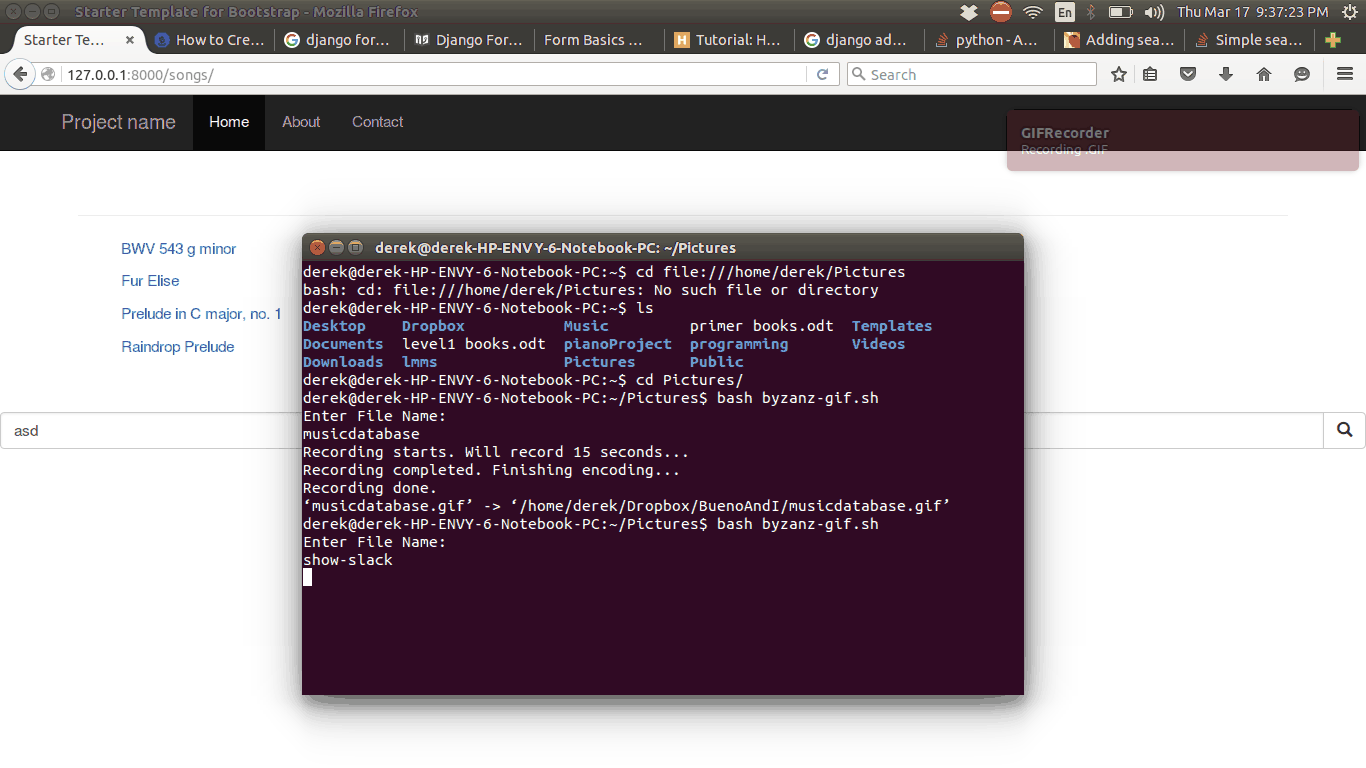 Starter Template for Bootstrap - Mozilla Firefox
En
Thu Mar 17 9:37:23 PM
Starter Te...
How to Cre...
django for...
Django For...
Form Basics ...
Tutorial: H...
django ad...
python - A...
Adding sea...
Simple sea...
127.0.0.1:8000/songs/
Search
Project name
Home
About
Contact
GIFRecorder
Recording .GIF
BWV 543 g minor
Fur Elise
Prelude in C major, no. 1
Raindrop Prelude
asd
derek@derek-HP-ENVY-6-Notebook-PC: ~/Pictures
derek@derek-HP-ENVY-6-Notebook-PC:~$ cd file:///home/derek/Pictures
bash: cd: file:///home/derek/Pictures: No such file or directory
derek@derek-HP-ENVY-6-Notebook-PC:~$ ls
Desktop Dropbox Music primer books.odt Templates
Documents level1 books.odt pianoProject programming Videos
Downloads lmms Pictures Public
derek@derek-HP-ENVY-6-Notebook-PC:~$ cd Pictures/
derek@derek-HP-ENVY-6-Notebook-PC:~/Pictures$ bash byzanz-gif.sh
Enter File Name:
musicdatabase
Recording starts. Will record 15 seconds...
Recording completed. Finishing encoding...
Recording done.
‘musicdatabase.gif’ -> ‘/home/derek/Dropbox/BuenoAndI/musicdatabase.gif’
derek@derek-HP-ENVY-6-Notebook-PC:~/Pictures$ bash byzanz-gif.sh
Enter File Name:
show-slack